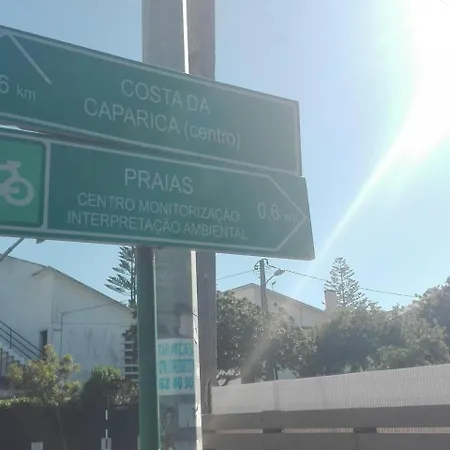 6 km
COSTA DA
CAPARICA (centro)
PRAIAS
CENTRO MONITORIZAÇÃO
INTERPRETAÇÃO AMBIENTAL
0,6
km